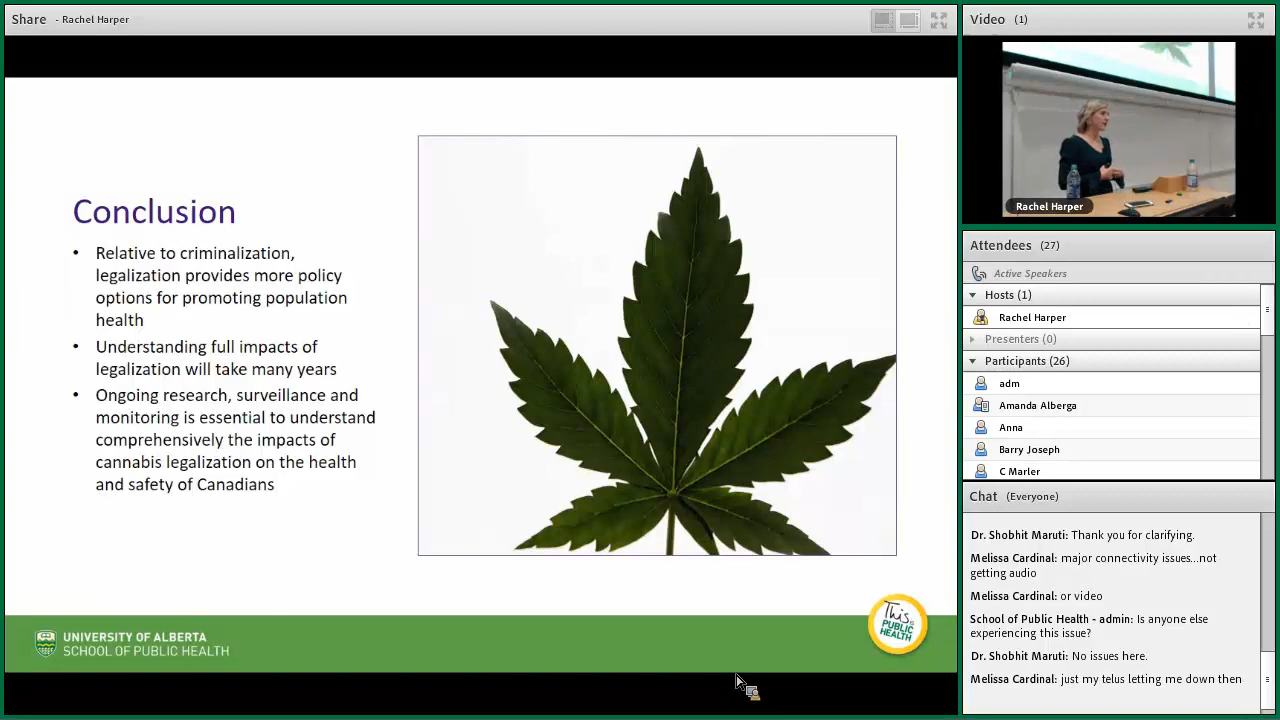 Share - Rachel Harper
Conclusion
• Relative to criminalization,
legalization provides more policy
options for promoting population
health
• Understanding full impacts of
legalization will take many years
• Ongoing research, surveillance and
monitoring is essential to understand
comprehensively the impacts of
cannabis legalization on the health
and safety of Canadians
UNIVERSITY OF ALBERTA
SCHOOL OF PUBLIC HEALTH
This
is
PUBLIC
HEALTH
Video (1)
Rachel Harper
Attendees (27)
Active Speakers
Hosts (1)
Rachel Harper
Presenters (0)
Participants (26)
adm
Amanda Alberga
Anna
Barry Joseph
C Marler
Chat (Everyone)
Dr. Shobhit Maruti: Thank you for clarifying.
Melissa Cardinal: major connectivity issues...not
getting audio
Melissa Cardinal: or video
School of Public Health - admin: Is anyone else
experiencing this issue?
Dr. Shobhit Maruti: No issues here.
Melissa Cardinal: just my telus letting me down then